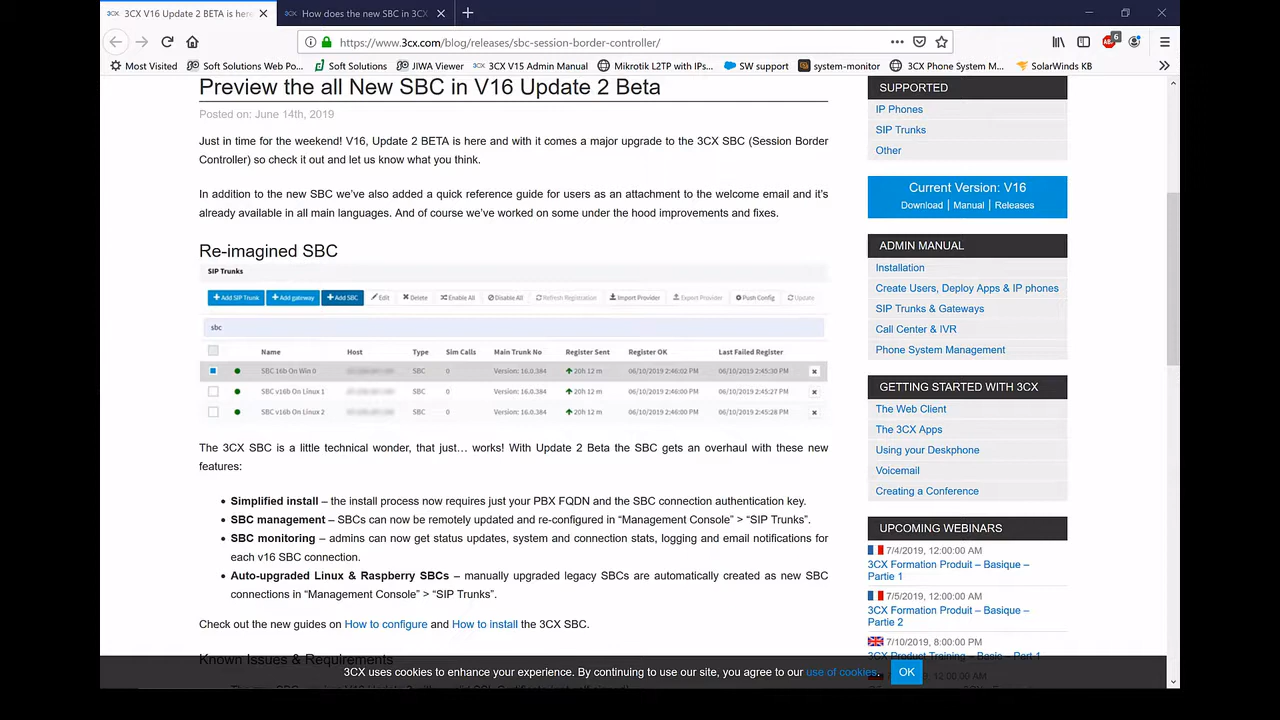 3CX V16 Update 2 BETA is here
How does the new SBC in 3CX
https://www.3cx.com/blog/releases/sbc-session-border-controller/
6
Most Visited
Soft Solutions Web Po...
Soft Solutions
JIWA Viewer
3CX V15 Admin Manual
Mikrotik L2TP with IPs...
SW support
system-monitor
3CX Phone System M...
SolarWinds KB
Preview the all New SBC in V16 Update 2 Beta
Posted on: June 14th, 2019
Just in time for the weekend! V16, Update 2 BETA is here and with it comes a major upgrade to the 3CX SBC (Session Border
Controller) so check it out and let us know what you think.
In addition to the new SBC we've also added a quick reference guide for users as an attachment to the welcome email and it's
already available in all main languages. And of course we've worked on some under the hood improvements and fixes.
Re-imagined SBC
SIP Trunks
+ Add SIP Trunk
+ Add gateway
+ Add SBC
Edit
Delete
Enable All
Disable All
Refresh Registration
Import Provider
Export Provider
Push Config
Update
sbc
Name Host Type Sim Calls Main Trunk No Register Sent Register OK Last Failed Register
SBC 16b On Win 0 SBC 0 Version: 16.0.384 20h 12 m 06/10/2019 2:46:02 PM 06/10/2019 2:45:30 PM
SBC v16b On Linux 1 SBC 0 Version: 16.0.384 20h 12 m 06/10/2019 2:46:00 PM 06/10/2019 2:45:27 PM
SBC v16b On Linux 2 SBC 0 Version: 16.0.384 20h 12 m 06/10/2019 2:46:00 PM 06/10/2019 2:45:28 PM
The 3CX SBC is a little technical wonder, that just… works! With Update 2 Beta the SBC gets an overhaul with these new
features:
• Simplified install – the install process now requires just your PBX FQDN and the SBC connection authentication key.
• SBC management – SBCs can now be remotely updated and re-configured in “Management Console” > “SIP Trunks”.
• SBC monitoring – admins can now get status updates, system and connection stats, logging and email notifications for
each v16 SBC connection.
• Auto-upgraded Linux & Raspberry SBCs – manually upgraded legacy SBCs are automatically created as new SBC
connections in “Management Console” > “SIP Trunks”.
Check out the new guides on How to configure and How to install the 3CX SBC.
Known Issues & Requirements
SUPPORTED
IP Phones
SIP Trunks
Other
Current Version: V16
Download | Manual | Releases
ADMIN MANUAL
Installation
Create Users, Deploy Apps & IP phones
SIP Trunks & Gateways
Call Center & IVR
Phone System Management
GETTING STARTED WITH 3CX
The Web Client
The 3CX Apps
Using your Deskphone
Voicemail
Creating a Conference
UPCOMING WEBINARS
7/4/2019, 12:00:00 AM
3CX Formation Produit – Basique –
Partie 1
7/5/2019, 12:00:00 AM
3CX Formation Produit – Basique –
Partie 2
7/10/2019, 8:00:00 PM
3CX Product Training – Basic – Part 1
3CX uses cookies to enhance your experience. By continuing to use our site, you agree to our use of cookies. OK